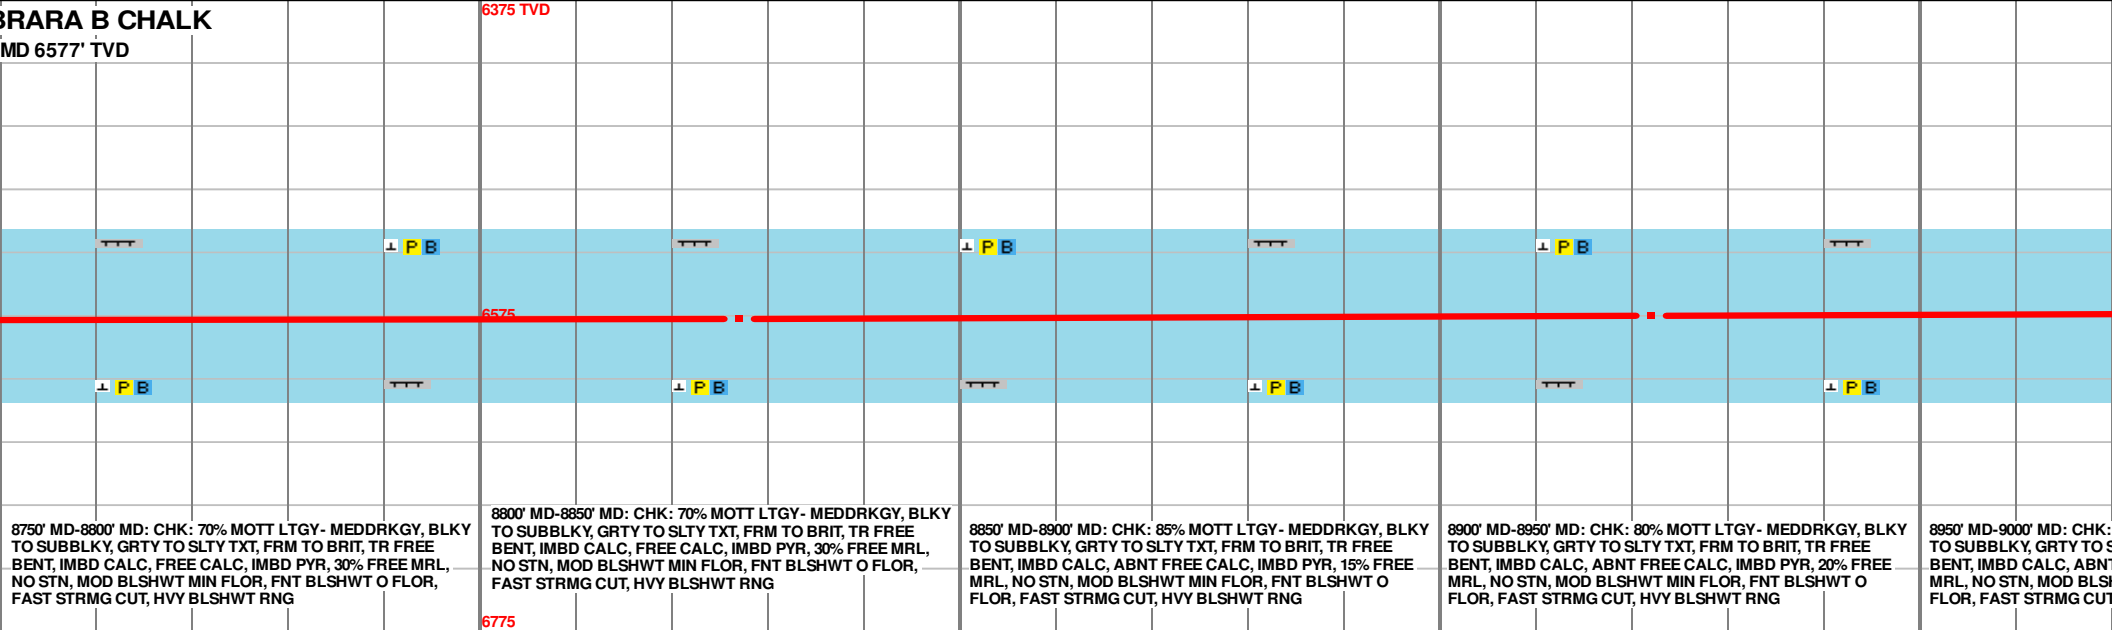 BRARA B CHALK
MD 6577' TVD
6375 TVD
P B
P B
P B
6575
P B
P B
P B
P B
8750' MD-8800' MD: CHK: 70% MOTT LTGY- MEDDRKGY, BLKY
TO SUBBLKY, GRTY TO SLTY TXT, FRM TO BRIT, TR FREE
BENT, IMBD CALC, FREE CALC, IMBD PYR, 30% FREE MRL,
NO STN, MOD BLSHWT MIN FLOR, FNT BLSHWT O FLOR,
FAST STRMG CUT, HVY BLSHWT RNG
8800' MD-8850' MD: CHK: 70% MOTT LTGY- MEDDRKGY, BLKY
TO SUBBLKY, GRTY TO SLTY TXT, FRM TO BRIT, TR FREE
BENT, IMBD CALC, FREE CALC, IMBD PYR, 30% FREE MRL,
NO STN, MOD BLSHWT MIN FLOR, FNT BLSHWT O FLOR,
FAST STRMG CUT, HVY BLSHWT RNG
8850' MD-8900' MD: CHK: 85% MOTT LTGY- MEDDRKGY, BLKY
TO SUBBLKY, GRTY TO SLTY TXT, FRM TO BRIT, TR FREE
BENT, IMBD CALC, ABNT FREE CALC, IMBD PYR, 15% FREE
MRL, NO STN, MOD BLSHWT MIN FLOR, FNT BLSHWT O
FLOR, FAST STRMG CUT, HVY BLSHWT RNG
8900' MD-8950' MD: CHK: 80% MOTT LTGY- MEDDRKGY, BLKY
TO SUBBLKY, GRTY TO SLTY TXT, FRM TO BRIT, TR FREE
BENT, IMBD CALC, ABNT FREE CALC, IMBD PYR, 20% FREE
MRL, NO STN, MOD BLSHWT MIN FLOR, FNT BLSHWT O
FLOR, FAST STRMG CUT, HVY BLSHWT RNG
8950' MD-9000' MD: CHK:
TO SUBBLKY, GRTY TO S
BENT, IMBD CALC, ABNT
MRL, NO STN, MOD BLSH
FLOR, FAST STRMG CUT
6775